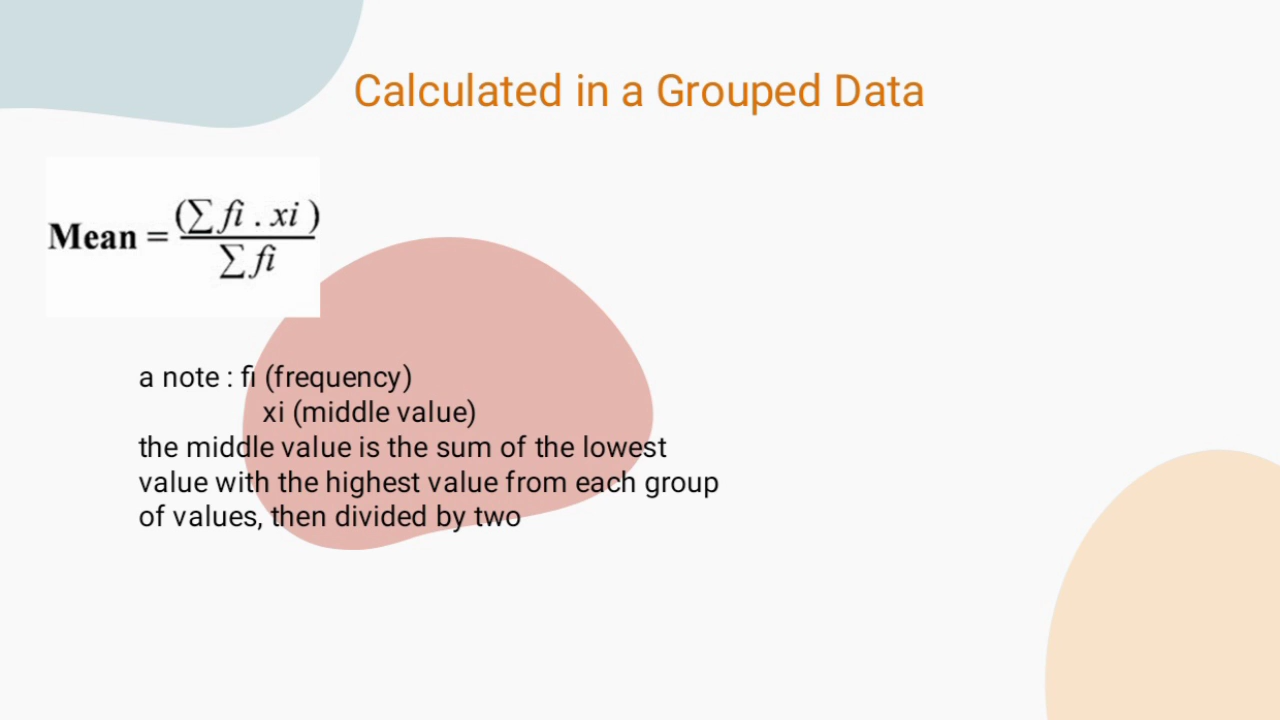 Calculated in a Grouped Data
Mean = (∑ fi . xi )
∑ fi
a note : fi (frequency)
xi (middle value)
the middle value is the sum of the lowest
value with the highest value from each group
of values, then divided by two